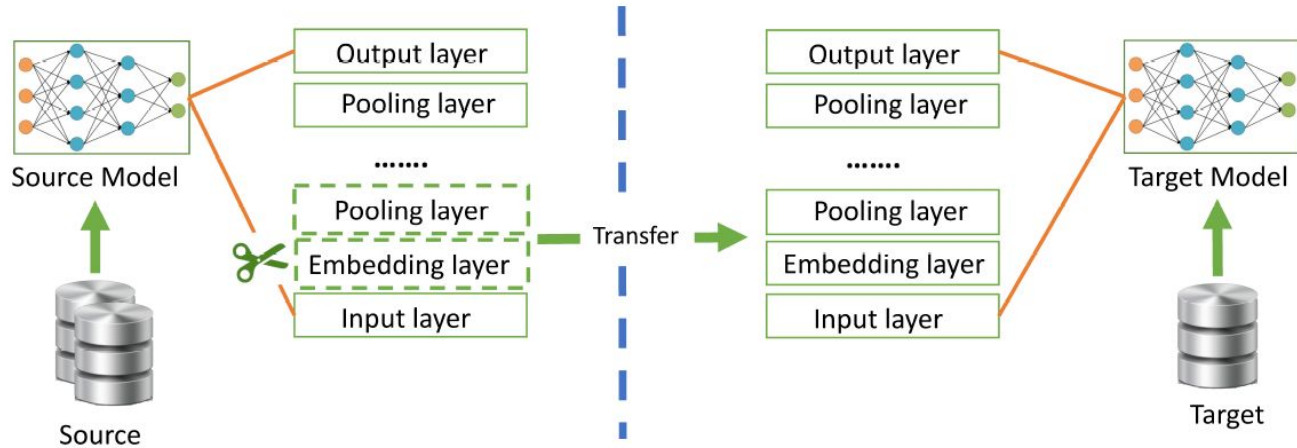 Output layer
Pooling layer
.......
Pooling layer
Embedding layer
Input layer
Source Model
Source
Transfer
Output layer
Pooling layer
.......
Pooling layer
Embedding layer
Input layer
Target Model
Target